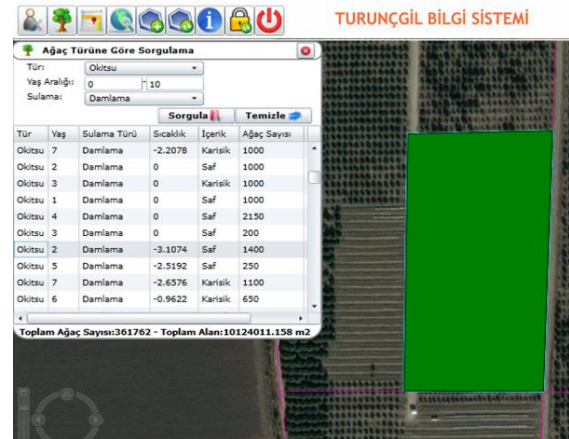 TURUNÇGİL BİLGİ SİSTEMİ
Ağaç Türüne Göre Sorgulama
Tür: Okitsu
Yaş Aralığı: 0 - 10
Sulama: Damlama
Sorgula Temizle
Tür Yaş Sulama Türü Sıcaklık İçerik Ağaç Sayısı
Okitsu 7 Damlama -2.2078 Karisik 1000
Okitsu 2 Damlama 0 Saf 1000
Okitsu 3 Damlama 0 Karisik 1000
Okitsu 1 Damlama 0 Saf 1000
Okitsu 4 Damlama 0 Saf 2150
Okitsu 3 Damlama 0 Saf 200
Okitsu 2 Damlama -3.1074 Saf 1400
Okitsu 5 Damlama -2.5192 Saf 250
Okitsu 7 Damlama -2.6576 Karisik 1100
Okitsu 6 Damlama -0.9622 Karisik 650
Toplam Ağaç Sayısı:361762 - Toplam Alan:10124011.158 m2